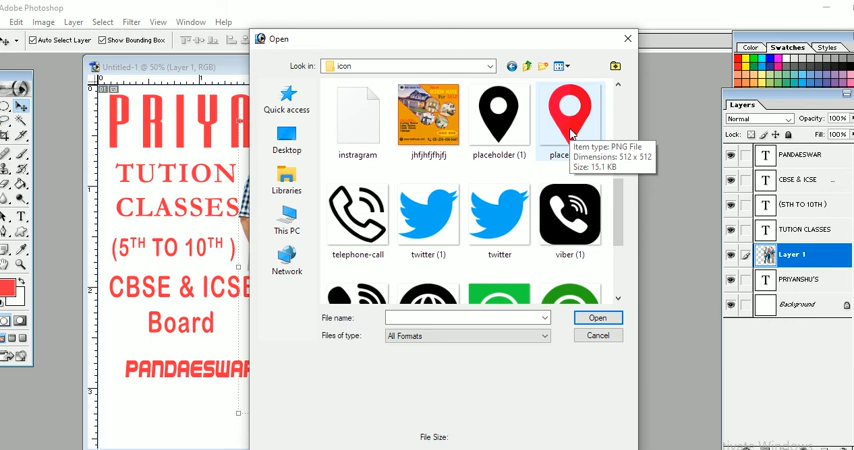 Adobe Photoshop
Edit Image Layer Select Filter View Window Help
Auto Select Layer Show Bounding Box
Untitled-1 @ 50% (Layer 1, RGB)
PRIYAN
TUTION
CLASSES
(5TH TO 10TH )
CBSE & ICSE
Board
PANDAESWAR
Open
Look in: icon
Quick access
Desktop
Libraries
This PC
Network
instragram jhfjhfjfhjfj placeholder (1)
Item type: PNG File
Dimensions: 512 x 512
Size: 15.1 KB
telephone-call twitter (1) twitter viber (1)
File name: Open
Files of type: All Formats Cancel
File Size:
Color Swatches Styles
Layers
Normal Opacity: 100%
Lock: Fill: 100%
PANDAESWAR
CBSE & ICSE ...
(5TH TO 10TH )
TUTION CLASSES
Layer 1
PRIYANSHU'S
Background